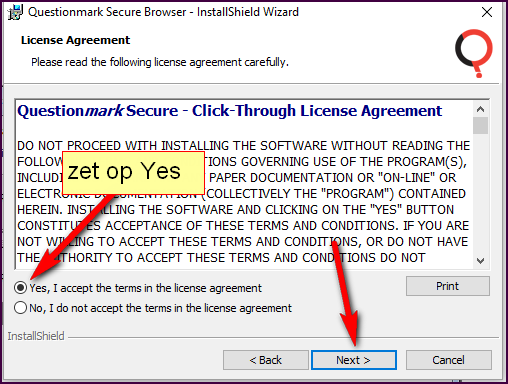 Questionmark Secure Browser - InstallShield Wizard
License Agreement
Please read the following license agreement carefully.
Questionmark Secure - Click-Through License Agreement
DO NOT PROCEED WITH INSTALLING THE SOFTWARE WITHOUT READING THE
FOLLOW TIONS GOVERNING USE OF THE PROGRAM(S),
zet op Yes
INCLUDI PAPER DOCUMENTATION OR "ON-LINE" OR
ELECTRONIC DOCUMENTATION (COLLECTIVELY THE "PROGRAM") CONTAINED
HEREIN. INSTALLING THE SOFTWARE AND CLICKING ON THE "YES" BUTTON
CONSTITUTES ACCEPTANCE OF THESE TERMS AND CONDITIONS. IF YOU ARE
NOT WILLING TO ACCEPT THESE TERMS AND CONDITIONS, OR DO NOT HAVE
THE AUTHORITY TO ACCEPT THESE TERMS AND CONDITIONS DO NOT
Yes, I accept the terms in the license agreement
Print
No, I do not accept the terms in the license agreement
InstallShield
< Back
Next >
Cancel